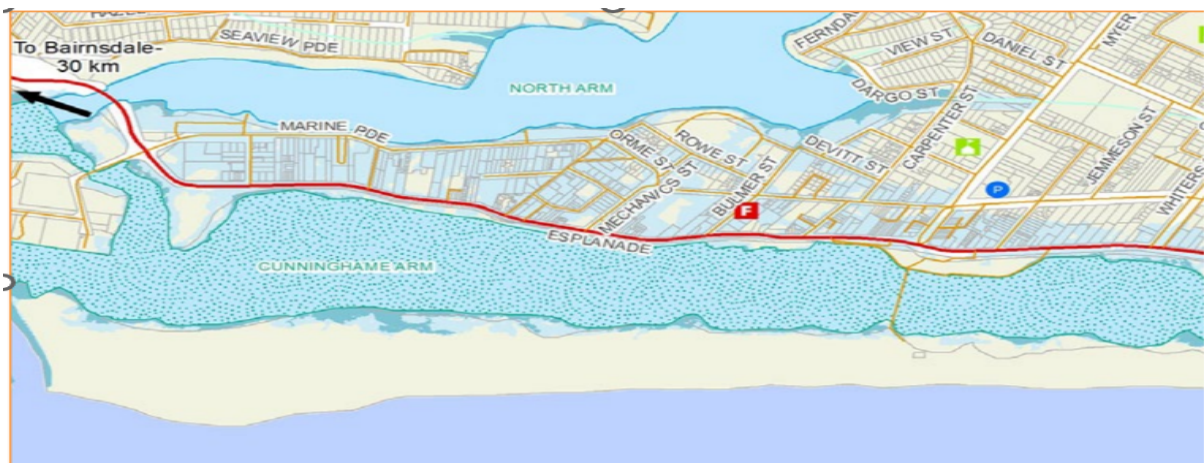 SEAVIEW PDE
To Bairnsdale-
30 km
NORTH ARM
MARINE PDE
ORME ST
ROWE ST
MECHANICS ST
BULMER ST
DEVITT ST
VIEW ST
DANIEL ST
DARGO ST
CARPENTER ST
MYER
JEMMESON ST
WHITERS
P
F
ESPLANADE
CUNNINGHAME ARM